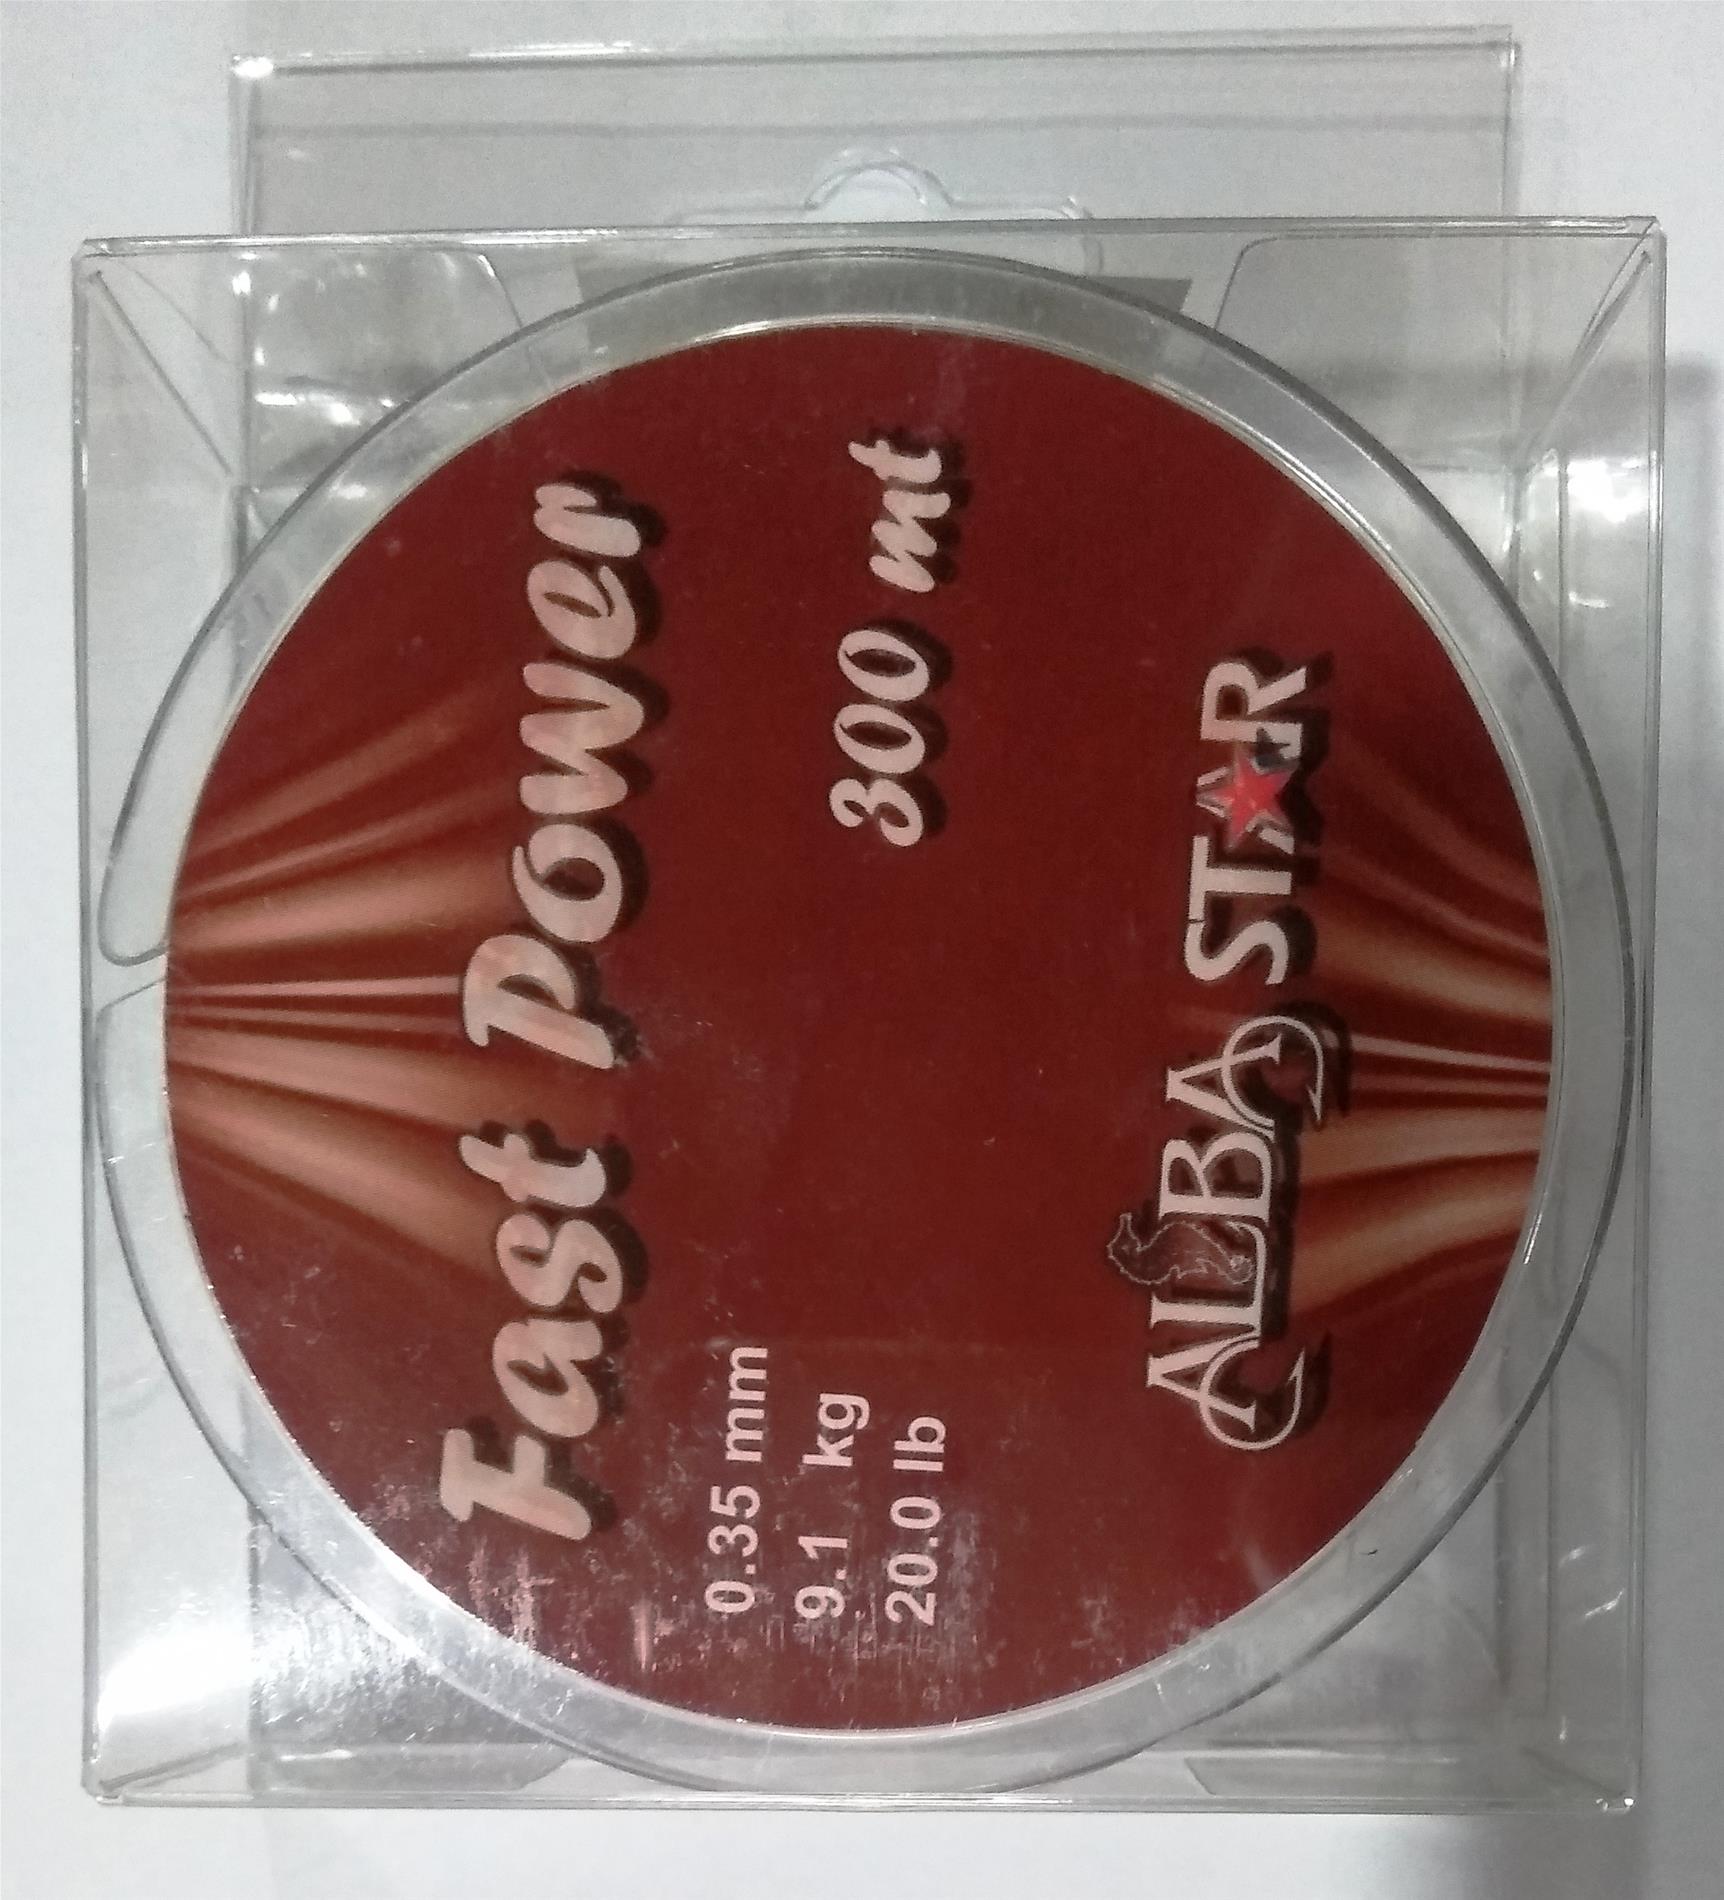 Fast Power
0.35 mm
9.1 kg
20.0 lb
300 mt
ALBA STAR